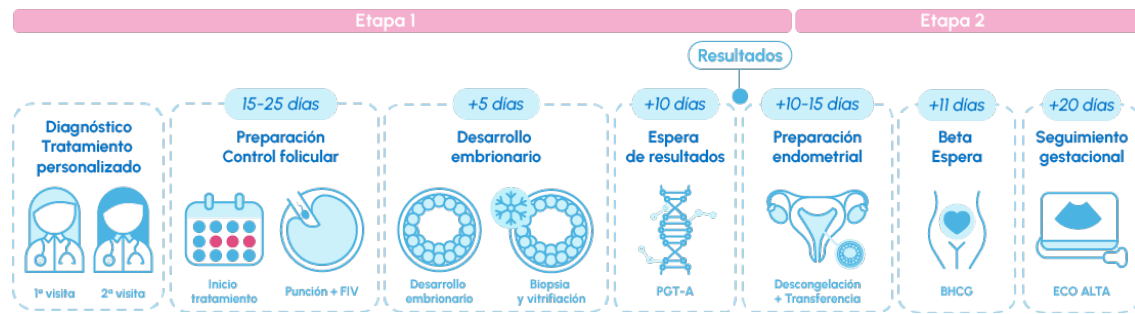 Etapa 1
Etapa 2
Resultados
15-25 días
+5 días
+10 días
+10-15 días
+11 días
+20 días
Diagnóstico
Tratamiento
personalizado
Preparación
Control folicular
Desarrollo
embrionario
Espera
de resultados
Preparación
endometrial
Beta
Espera
Seguimiento
gestacional
1ª visita
2ª visita
Inicio
tratamiento
Punción + FIV
Desarrollo
embrionario
Biopsia
y vitrifiación
PGT-A
Descongelación
+ Transferencia
BHCG
ECO ALTA